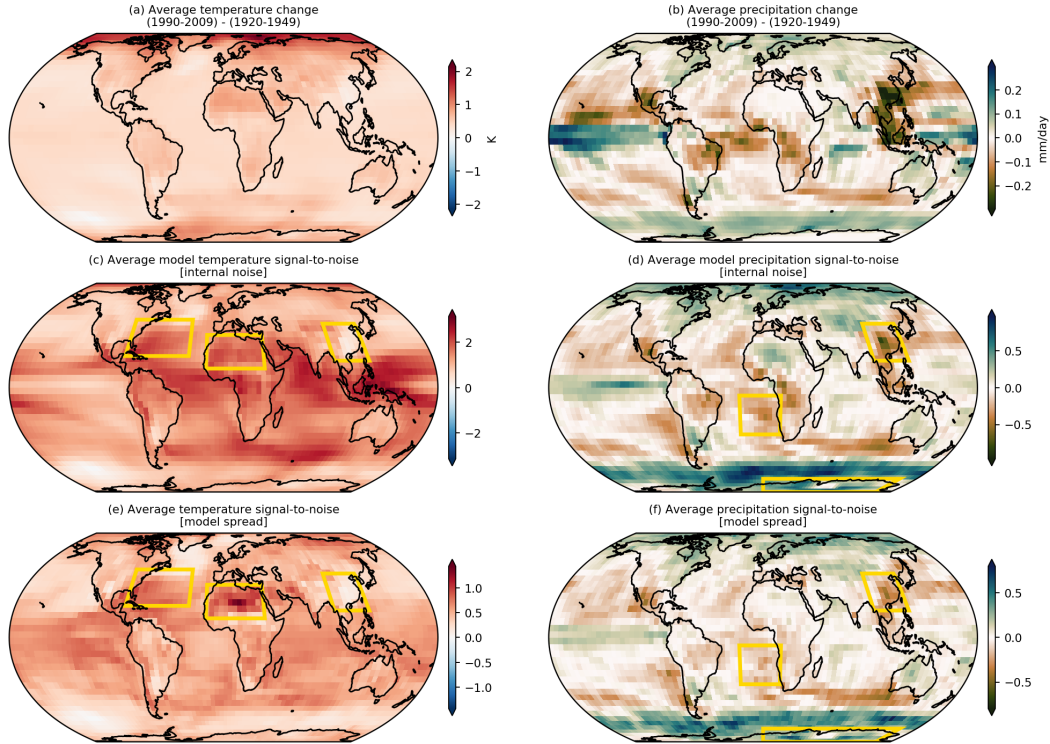 (a) Average temperature change
(1990-2009) - (1920-1949)
2
1
0
−1
−2
K
(b) Average precipitation change
(1990-2009) - (1920-1949)
0.2
0.1
0.0
−0.1
−0.2
mm/day
(c) Average model temperature signal-to-noise
[internal noise]
2
0
−2
(d) Average model precipitation signal-to-noise
[internal noise]
0.5
0.0
−0.5
(e) Average temperature signal-to-noise
[model spread]
1.0
0.5
0.0
−0.5
−1.0
(f) Average precipitation signal-to-noise
[model spread]
0.5
0.0
−0.5